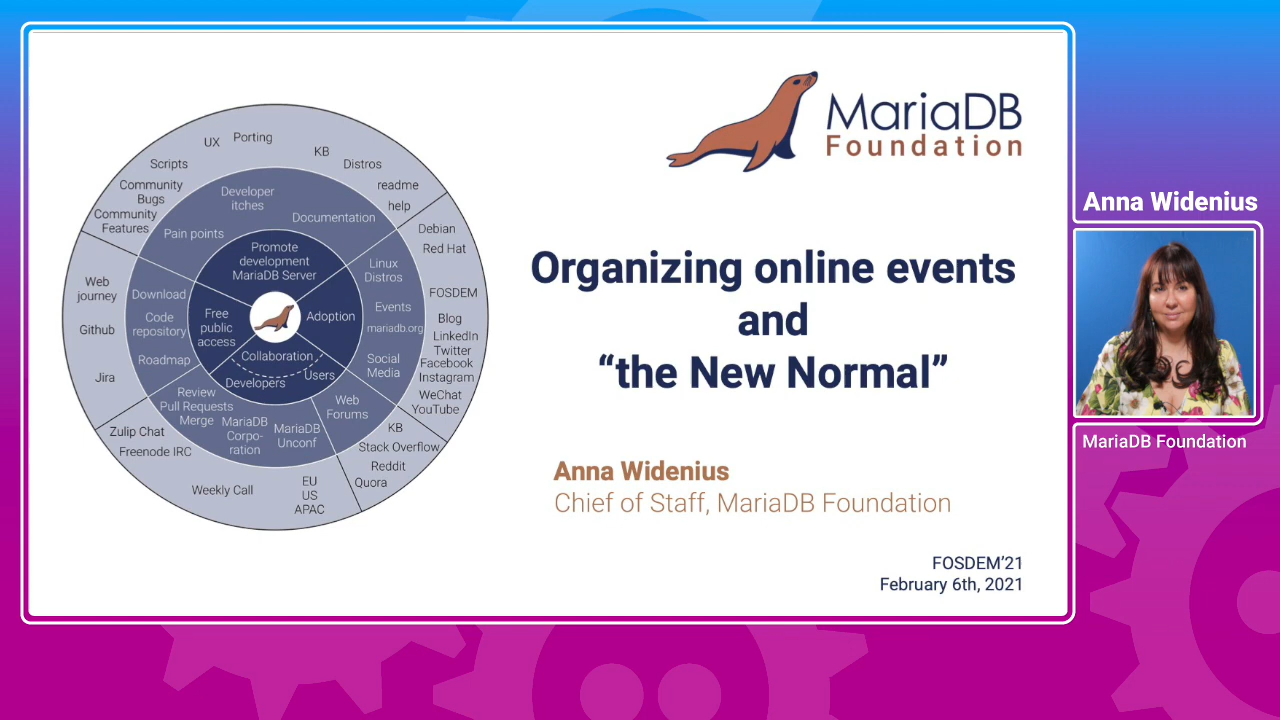 UX
Porting
KB
Scripts
Distros
Community
Bugs
readme
Community
Features
help
Developer
itches
Documentation
Pain points
Promote
development
MariaDB Server
Debian
Red Hat
Linux
Distros
Web
journey
Download
FOSDEM
Events
Free
public
access
Adoption
Code
repository
mariadb.org
Blog
Github
LinkedIn
Twitter
Facebook
Instagram
Roadmap
Collaboration
Social
Media
Jira
Developers
Users
WeChat
YouTube
Review
Pull Requests
Merge
MariaDB
Corpo-
ration
MariaDB
Unconf
Web
Forums
Zulip Chat
KB
Freenode IRC
Stack Overflow
Reddit
Quora
Weekly Call
EU
US
APAC
MariaDB
Foundation
Organizing online events
and
“the New Normal”
Anna Widenius
Chief of Staff, MariaDB Foundation
FOSDEM’21
February 6th, 2021
Anna Widenius
MariaDB Foundation